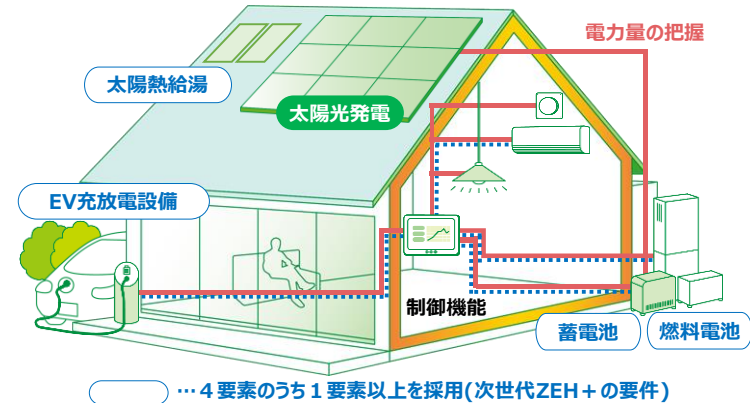 電力量の把握
太陽熱給湯
太陽光発電
EV充放電設備
制御機能
蓄電池
燃料電池
…４要素のうち１要素以上を採用(次世代ZEH＋の要件)